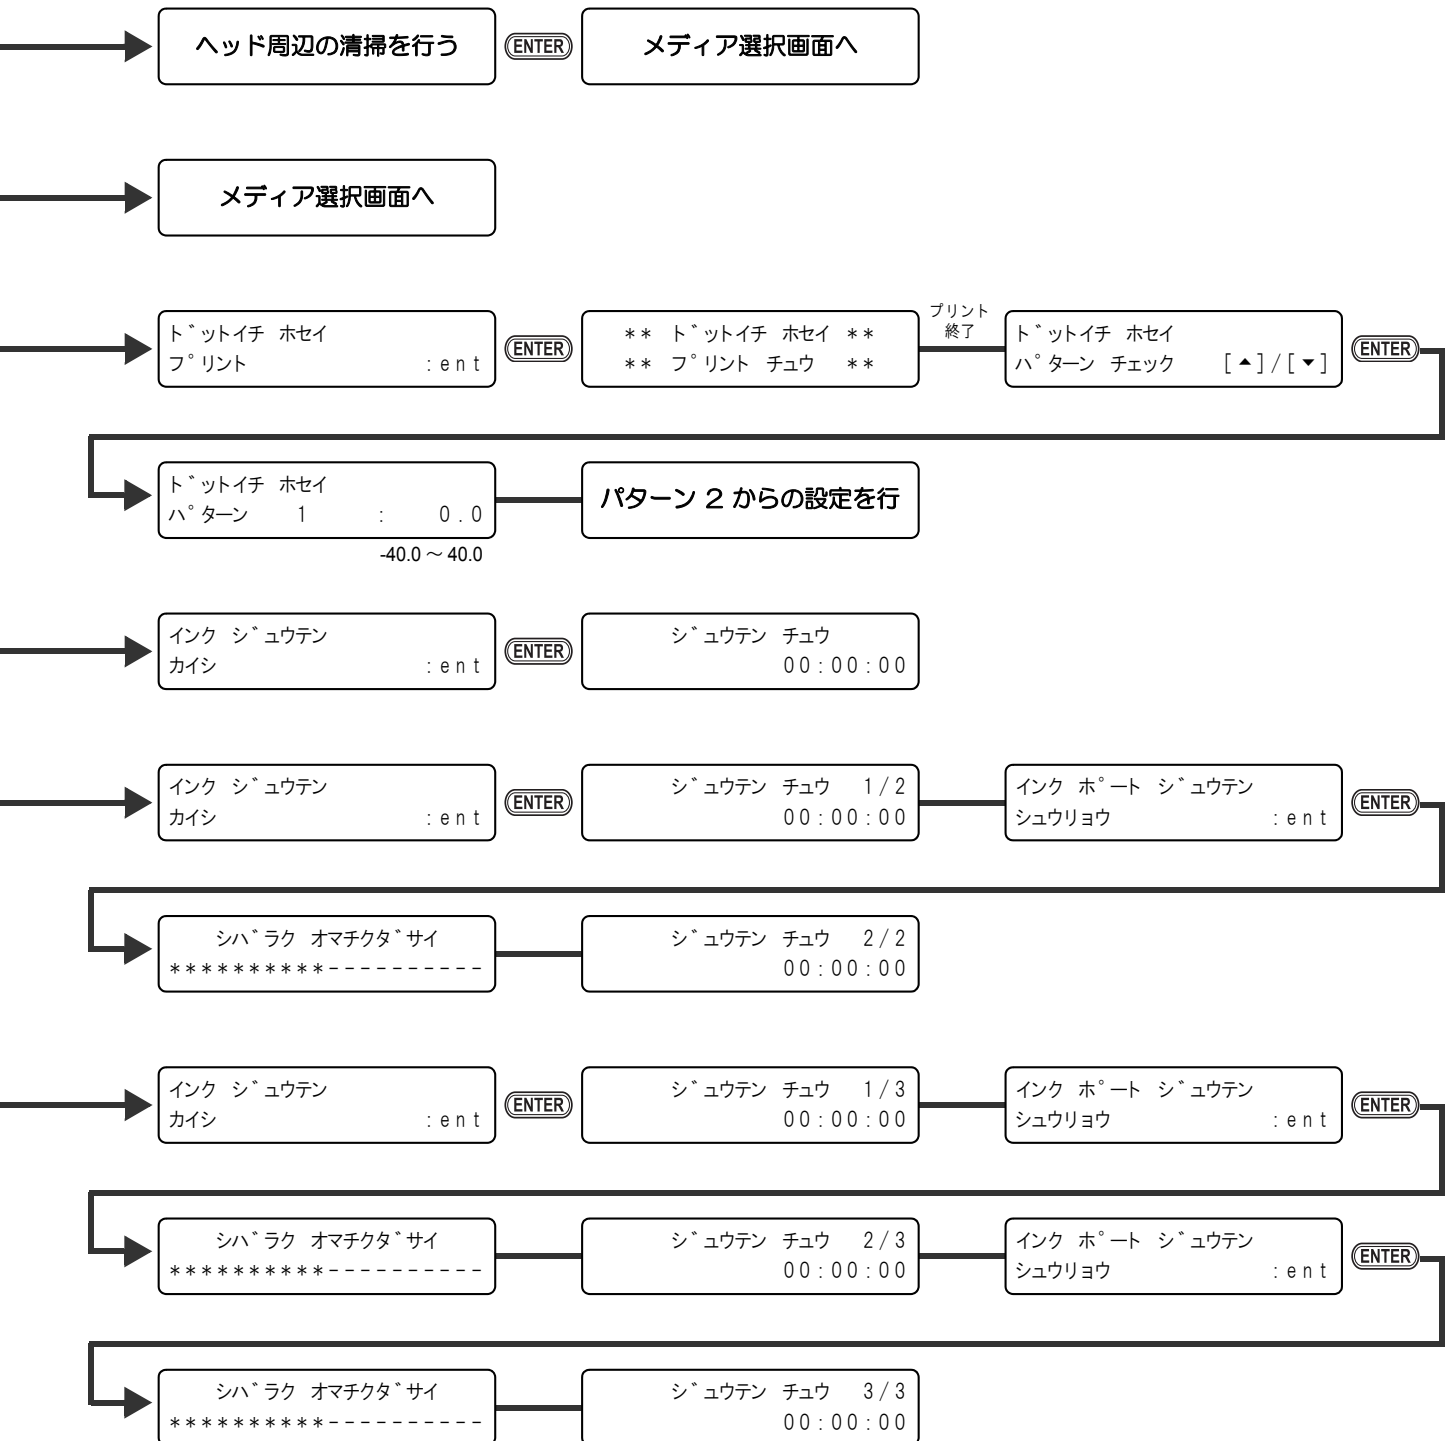 ヘッド周辺の清掃を行う
ENTER
メディア選択画面へ
メディア選択画面へ
ト゛ットイチ ホセイ
フ゜リント :ent
ENTER
** ト゛ットイチ ホセイ **
** フ゜リント チュウ **
プリント
終了
ト゛ットイチ ホセイ
ハ゜ターン チェック [▲]/[▼]
ENTER
ト゛ットイチ ホセイ
ハ゜ターン 1 : 0.0
-40.0 ～ 40.0
パターン 2 からの設定を行
インク シ゛ュウテン
カイシ :ent
ENTER
シ゛ュウテン チュウ
00:00:00
インク シ゛ュウテン
カイシ :ent
ENTER
シ゛ュウテン チュウ 1/2
00:00:00
インク ホ゜ート シ゛ュウテン
シュウリョウ :ent
ENTER
シハ゛ラク オマチクタ゛サイ
**********----------
シ゛ュウテン チュウ 2/2
00:00:00
インク シ゛ュウテン
カイシ :ent
ENTER
シ゛ュウテン チュウ 1/3
00:00:00
インク ホ゜ート シ゛ュウテン
シュウリョウ :ent
ENTER
シハ゛ラク オマチクタ゛サイ
**********----------
シ゛ュウテン チュウ 2/3
00:00:00
インク ホ゜ート シ゛ュウテン
シュウリョウ :ent
ENTER
シハ゛ラク オマチクタ゛サイ
**********----------
シ゛ュウテン チュウ 3/3
00:00:00